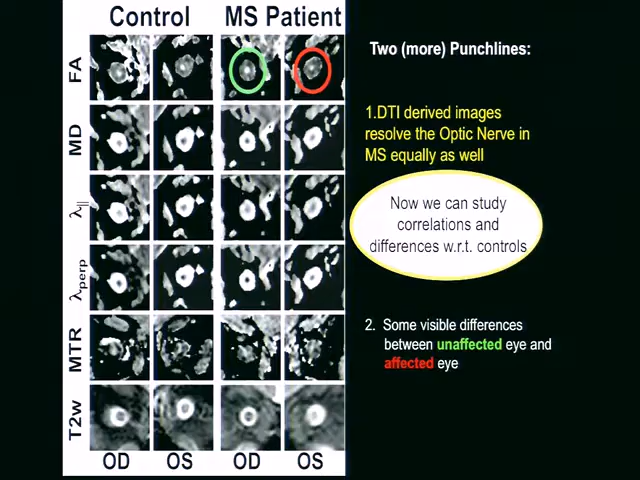 Control MS Patient
Two (more) Punchlines:
FA
MD
λ||
λperp
MTR
T2w
OD OS OD OS
1.DTI derived images
resolve the Optic Nerve in
MS equally as well
Now we can study
correlations and
differences w.r.t. controls
2. Some visible differences
between unaffected eye and
affected eye